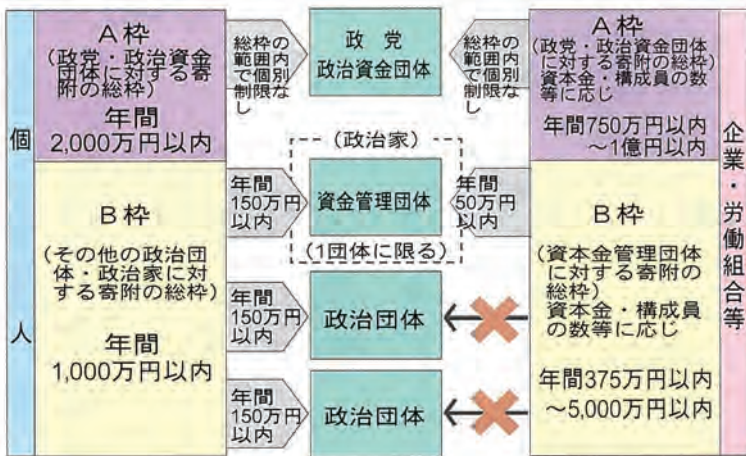 個人
A枠
(政党・政治資金
団体に対する寄
附の総枠)
年間
2,000万円以内
B枠
(その他の政治団
体・政治家に対
する寄附の総枠)
年間
1,000万円以内
総枠の
範囲内
で個別
制限な
し
政党
政治資金団体
総枠の
範囲内
で個別
制限な
し
年間
150万円
以内
(政治家)
資金管理団体
(1団体に限る)
年間
50万円
以内
年間
150万円
以内
政治団体
年間
150万円
以内
政治団体
A枠
(政党・政治資金団体
に対する寄附の総枠)
資本金・構成員の数
等に応じ
年間750万円以内
～1億円以内
B枠
(資本金管理団体
に対する寄附の
総枠)
資本金・構成員
の数等に応じ
年間375万円以内
～5,000万円以内
企業・労働組合等